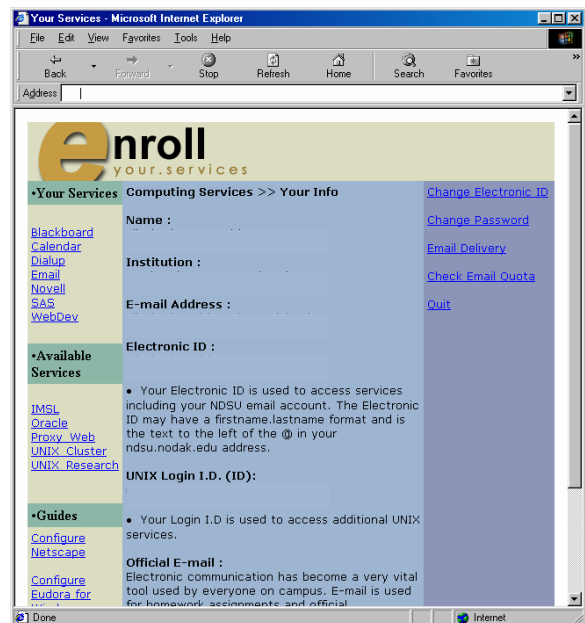 Your Services - Microsoft Internet Explorer
File Edit View Favorites Tools Help
Back Forward Stop Refresh Home Search Favorites »
Address
enroll
your.services
•Your Services
Blackboard
Calendar
Dialup
Email
Novell
SAS
WebDev
•Available
Services
IMSL
Oracle
Proxy Web
UNIX Cluster
UNIX Research
•Guides
Configure
Netscape
Configure
Eudora for
Computing Services >> Your Info
Name :
Institution :
E-mail Address :
Electronic ID :
• Your Electronic ID is used to access services
including your NDSU email account. The Electronic
ID may have a firstname.lastname format and is
the text to the left of the @ in your
ndsu.nodak.edu address.
UNIX Login I.D. (ID):
• Your Login I.D is used to access additional UNIX
services.
Official E-mail :
Electronic communication has become a very vital
tool used by everyone on campus. E-mail is used
for homework assignments and official
Change Electronic ID
Change Password
Email Delivery
Check Email Quota
Quit
Done
Internet